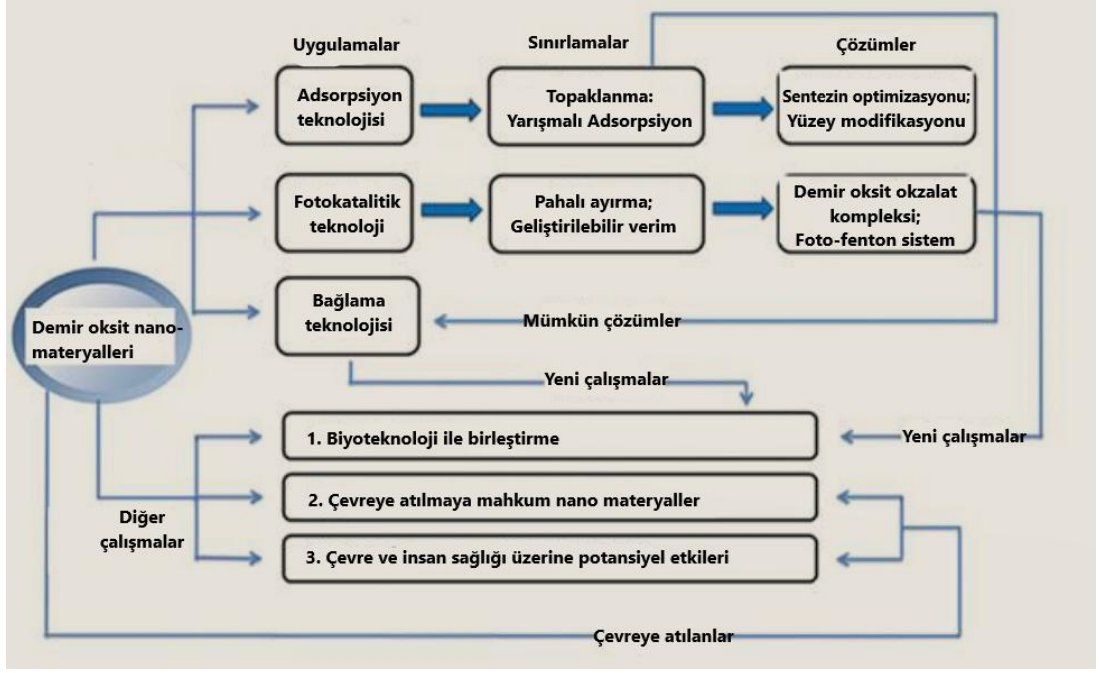 Uygulamalar
Sınırlamalar
Çözümler
Adsorpsiyon
teknolojisi
Topaklanma:
Yarışmalı Adsorpsiyon
Sentezin optimizasyonu;
Yüzey modifikasyonu
Fotokatalitik
teknoloji
Pahalı ayırma;
Geliştirilebilir verim
Demir oksit okzalat
kompleksi;
Foto-fenton sistem
Demir oksit nano-
materyalleri
Bağlama
teknolojisi
Mümkün çözümler
Yeni çalışmalar
1. Biyoteknoloji ile birleştirme
Yeni çalışmalar
2. Çevreye atılmaya mahkum nano materyaller
Diğer
çalışmalar
3. Çevre ve insan sağlığı üzerine potansiyel etkileri
Çevreye atılanlar